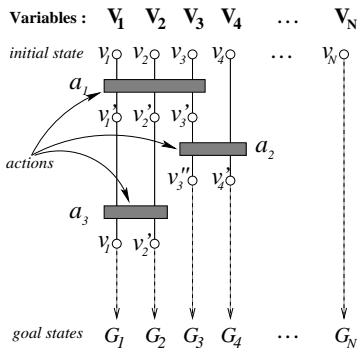 Variables : V1 V2 V3 V4 ... VN
initial state v1 v2 v3 v4 ... vN
a1
v1' v2' v3'
a2
actions
v3'' v4'
a3
v1 v2'
goal states G1 G2 G3 G4 ... GN